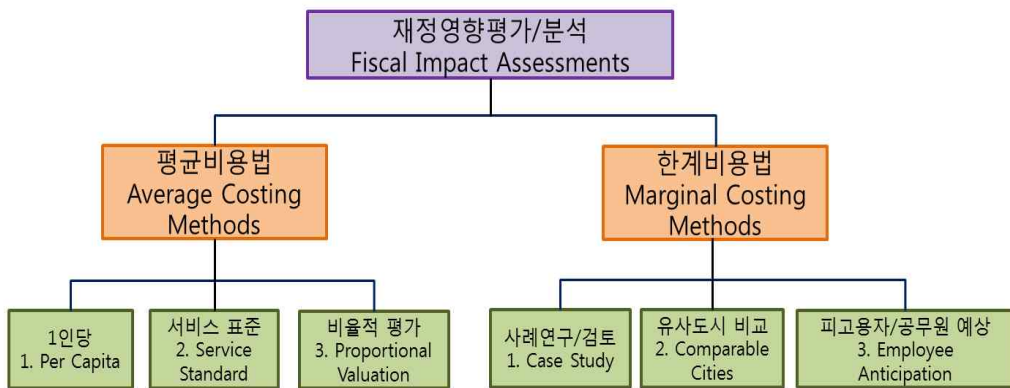 재정영향평가/분석
Fiscal Impact Assessments
평균비용법
Average Costing
Methods
한계비용법
Marginal Costing
Methods
1인당
1. Per Capita
서비스 표준
2. Service
Standard
비율적 평가
3. Proportional
Valuation
사례연구/검토
1. Case Study
유사도시 비교
2. Comparable
Cities
피고용자/공무원 예상
3. Employee
Anticipation